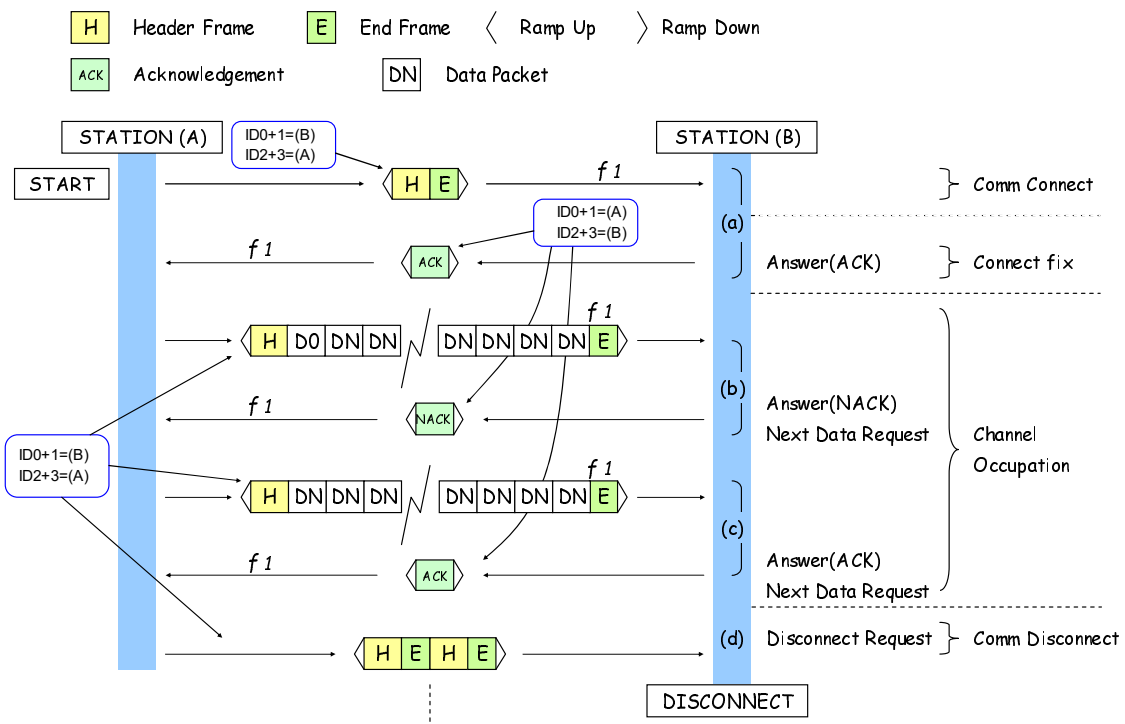 H Header Frame E End Frame Ramp Up Ramp Down
ACK Acknowledgement DN Data Packet
STATION (A)
ID0+1=(B)
ID2+3=(A)
STATION (B)
START
H E
f 1
Comm Connect
ID0+1=(A)
ID2+3=(B)
(a)
f 1
ACK
Answer(ACK)
Connect fix
f 1
H D0 DN DN DN DN DN DN E
(b)
f 1
NACK
Answer(NACK)
Next Data Request
Channel
Occupation
ID0+1=(B)
ID2+3=(A)
f 1
H DN DN DN DN DN DN DN E
(c)
f 1
ACK
Answer(ACK)
Next Data Request
(d)
Disconnect Request
Comm Disconnect
H E H E
DISCONNECT